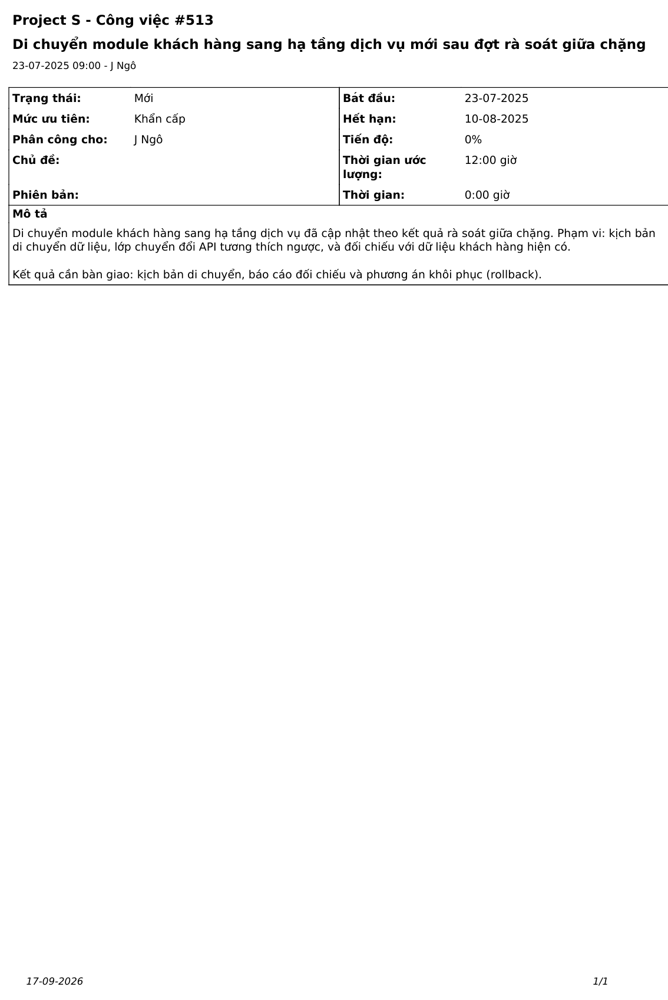 Project S - Công việc #513
Di chuyển module khách hàng sang hạ tầng dịch vụ mới sau đợt rà soát giữa chặng
23-07-2025 09:00 - J Ngô
Trạng thái: Mới Bát đầu: 23-07-2025
Mức ưu tiên: Khẩn cấp Hết hạn: 10-08-2025
Phân công cho: J Ngô Tiến độ: 0%
Chủ đề: Thời gian ước 12:00 giờ
lượng:
Phiên bản: Thời gian: 0:00 giờ
Mô tả
Di chuyển module khách hàng sang hạ tầng dịch vụ đã cập nhật theo kết quả rà soát giữa chặng. Phạm vi: kịch bản
di chuyển dữ liệu, lớp chuyển đổi API tương thích ngược, và đối chiếu với dữ liệu khách hàng hiện có.
Kết quả cần bàn giao: kịch bản di chuyển, báo cáo đối chiếu và phương án khôi phục (rollback).
17-09-2026 1/1